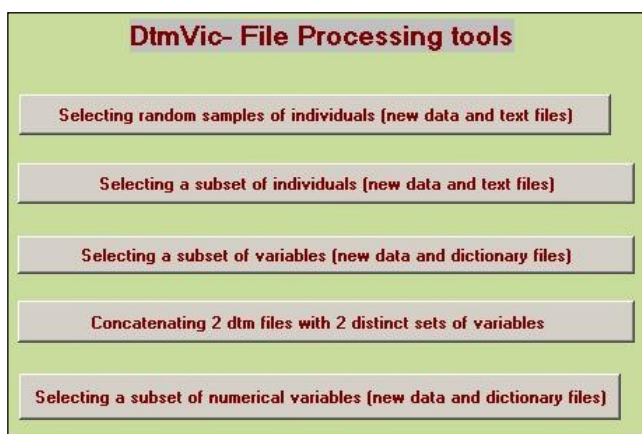 DtmVic- File Processing tools
Selecting random samples of individuals (new data and text files)
Selecting a subset of individuals (new data and text files)
Selecting a subset of variables (new data and dictionary files)
Concatenating 2 dtm files with 2 distinct sets of variables
Selecting a subset of numerical variables (new data and dictionary files)